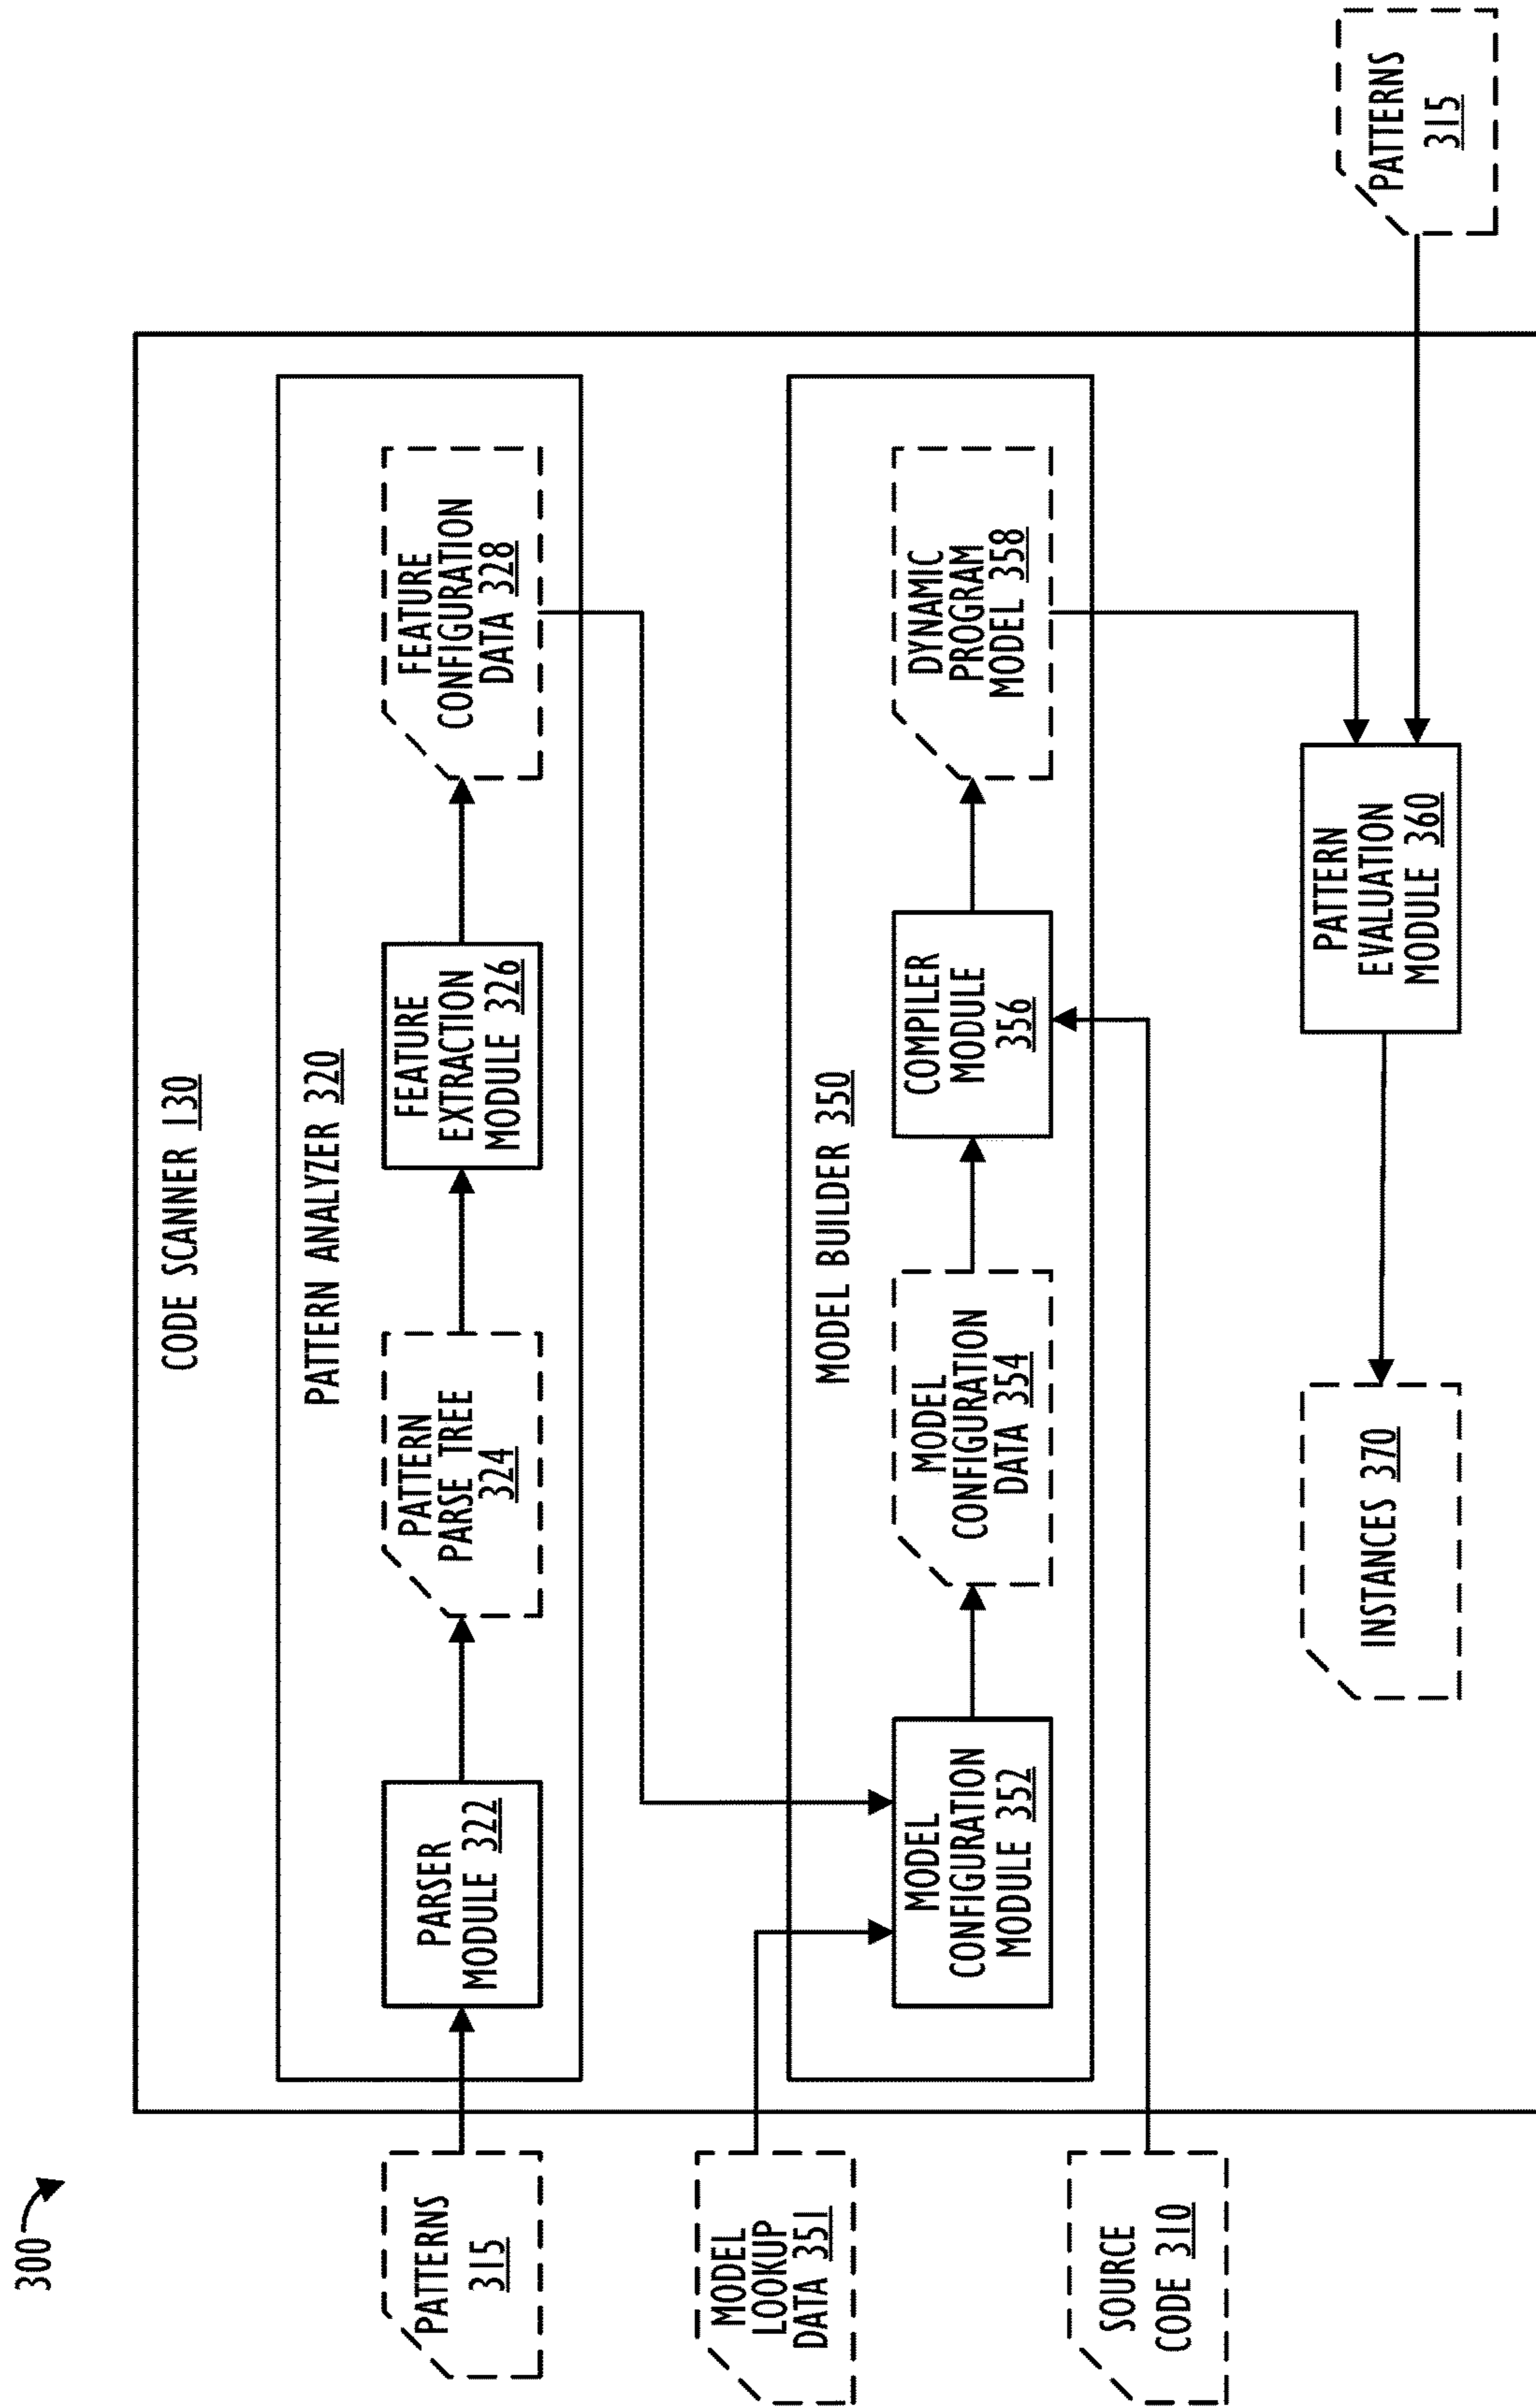 300
CODE SCANNER 130
PATTERN ANALYZER 320
PATTERNS
315
PARSER
MODULE 322
PATTERN
PARSE TREE
324
FEATURE
EXTRACTION
MODULE 326
FEATURE
CONFIGURATION
DATA 328
MODEL
LOOKUP
DATA 351
MODEL BUILDER 350
MODEL
CONFIGURATION
MODULE 352
MODEL
CONFIGURATION
DATA 354
COMPILER
MODULE
356
DYNAMIC
PROGRAM
MODEL 358
SOURCE
CODE 310
INSTANCES 370
PATTERN
EVALUATION
MODULE 360
PATTERNS
315